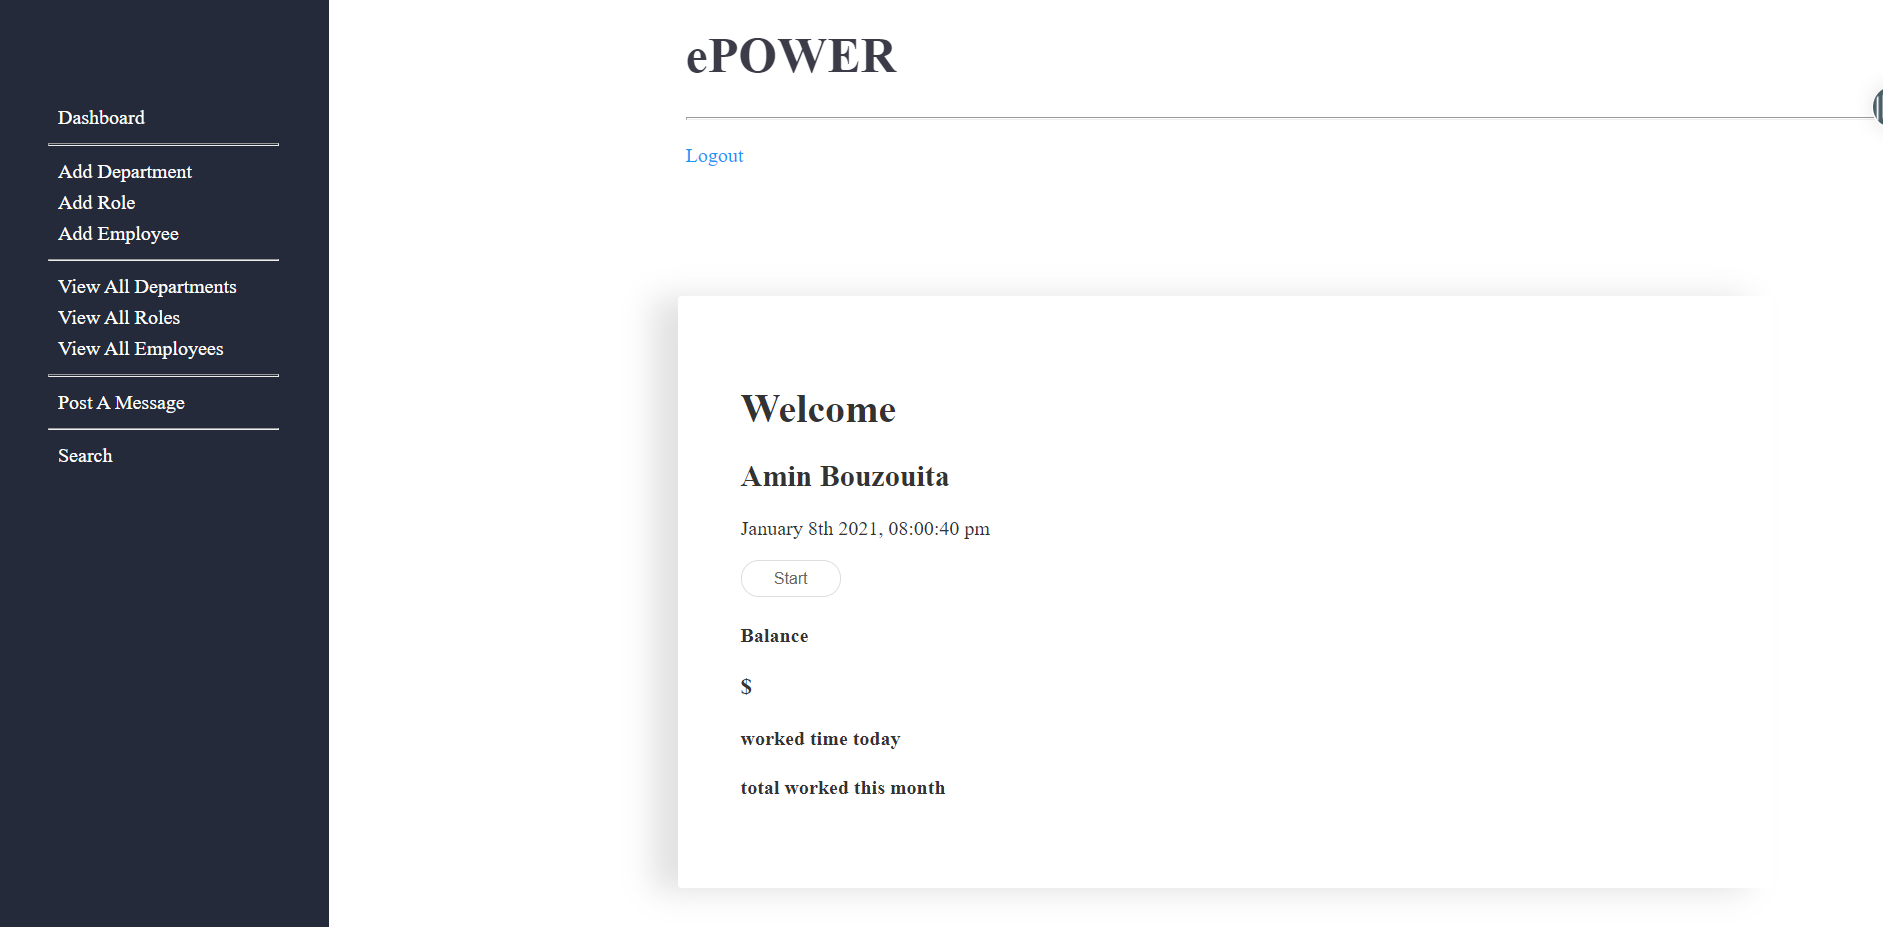 Dashboard
Add Department
Add Role
Add Employee
View All Departments
View All Roles
View All Employees
Post A Message
Search
ePOWER
Logout
Welcome
Amin Bouzouita
January 8th 2021, 08:00:40 pm
Start
Balance
$
worked time today
total worked this month